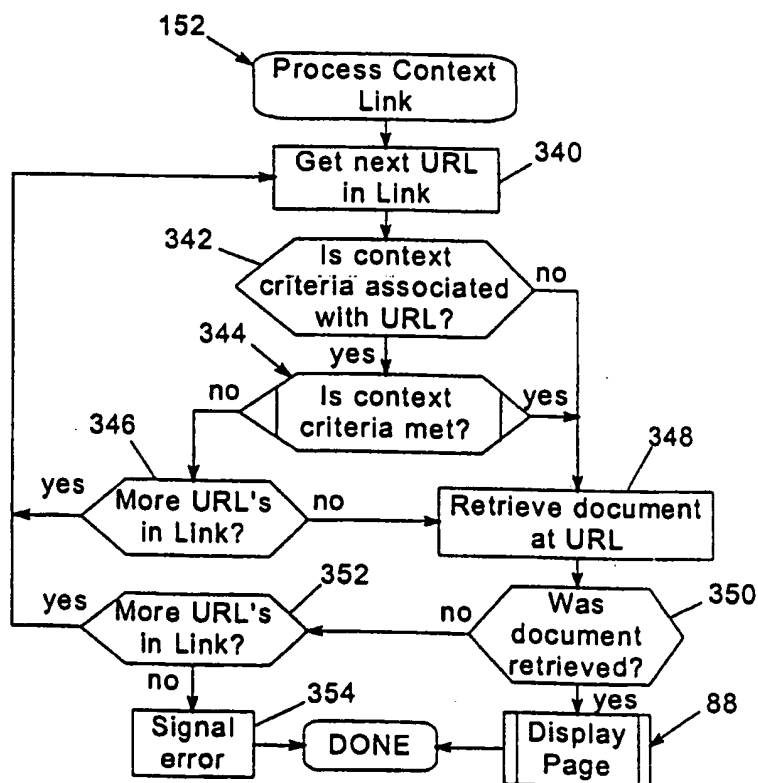 152
Process Context
Link
Get next URL
in Link
340
342
Is context
criteria associated
with URL?
no
yes
344
Is context
criteria met?
no
yes
346
More URL's
in Link?
yes
no
348
Retrieve document
at URL
350
Was
document
retrieved?
no
yes
352
More URL's
in Link?
yes
no
354
Signal
error
DONE
Display
Page
88